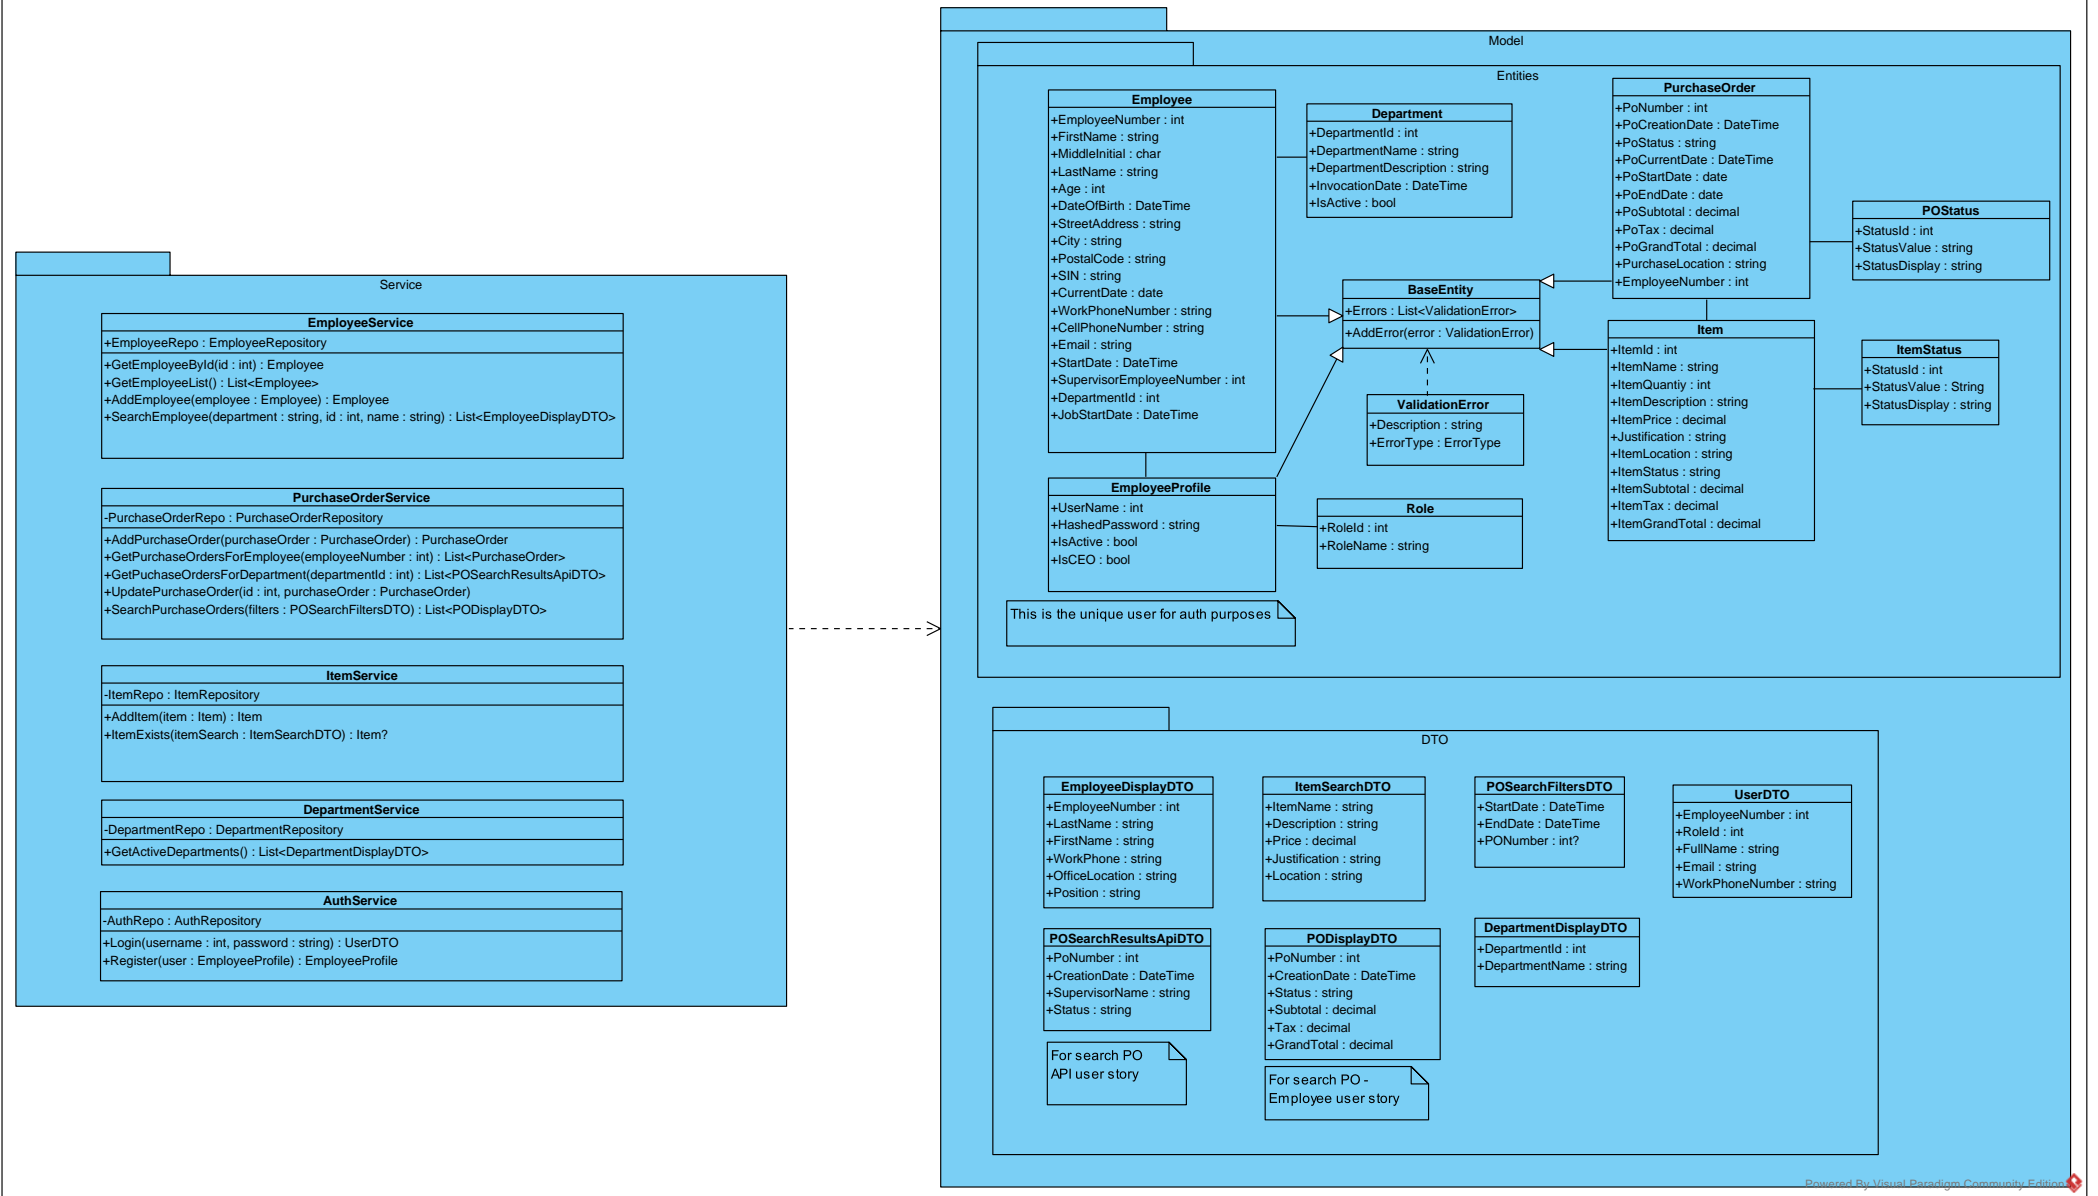 Service
EmployeeService
+EmployeeRepo : EmployeeRepository
+GetEmployeeById(id : int) : Employee
+GetEmployeeList() : List<Employee>
+AddEmployee(employee : Employee) : Employee
+SearchEmployee(department : string, id : int, name : string) : List<EmployeeDisplayDTO>
PurchaseOrderService
-PurchaseOrderRepo : PurchaseOrderRepository
+AddPurchaseOrder(purchaseOrder : PurchaseOrder) : PurchaseOrder
+GetPurchaseOrdersForEmployee(employeeNumber : int) : List<PurchaseOrder>
+GetPuchaseOrdersForDepartment(departmentId : int) : List<POSearchResultsApiDTO>
+UpdatePurchaseOrder(id : int, purchaseOrder : PurchaseOrder)
+SearchPurchaseOrders(filters : POSearchFiltersDTO) : List<PODisplayDTO>
ItemService
-ItemRepo : ItemRepository
+AddItem(item : Item) : Item
+ItemExists(itemSearch : ItemSearchDTO) : Item?
DepartmentService
-DepartmentRepo : DepartmentRepository
+GetActiveDepartments() : List<DepartmentDisplayDTO>
AuthService
-AuthRepo : AuthRepository
+Login(username : int, password : string) : UserDTO
+Register(user : EmployeeProfile) : EmployeeProfile
Model
Entities
Employee
+EmployeeNumber : int
+FirstName : string
+MiddleInitial : char
+LastName : string
+Age : int
+DateOfBirth : DateTime
+StreetAddress : string
+City : string
+PostalCode : string
+SIN : string
+CurrentDate : date
+WorkPhoneNumber : string
+CellPhoneNumber : string
+Email : string
+StartDate : DateTime
+SupervisorEmployeeNumber : int
+DepartmentId : int
+JobStartDate : DateTime
Department
+DepartmentId : int
+DepartmentName : string
+DepartmentDescription : string
+InvocationDate : DateTime
+IsActive : bool
PurchaseOrder
+PoNumber : int
+PoCreationDate : DateTime
+PoStatus : string
+PoCurrentDate : DateTime
+PoStartDate : date
+PoEndDate : date
+PoSubtotal : decimal
+PoTax : decimal
+PoGrandTotal : decimal
+PurchaseLocation : string
+EmployeeNumber : int
POStatus
+StatusId : int
+StatusValue : string
+StatusDisplay : string
BaseEntity
+Errors : List<ValidationError>
+AddError(error : ValidationError)
Item
+ItemId : int
+ItemName : string
+ItemQuantiy : int
+ItemDescription : string
+ItemPrice : decimal
+Justification : string
+ItemLocation : string
+ItemStatus : string
+ItemSubtotal : decimal
+ItemTax : decimal
+ItemGrandTotal : decimal
ItemStatus
+StatusId : int
+StatusValue : String
+StatusDisplay : string
ValidationError
+Description : string
+ErrorType : ErrorType
EmployeeProfile
+UserName : int
+HashedPassword : string
+IsActive : bool
+IsCEO : bool
Role
+RoleId : int
+RoleName : string
This is the unique user for auth purposes
DTO
EmployeeDisplayDTO
+EmployeeNumber : int
+LastName : string
+FirstName : string
+WorkPhone : string
+OfficeLocation : string
+Position : string
ItemSearchDTO
+ItemName : string
+Description : string
+Price : decimal
+Justification : string
+Location : string
POSearchFiltersDTO
+StartDate : DateTime
+EndDate : DateTime
+PONumber : int?
UserDTO
+EmployeeNumber : int
+RoleId : int
+FullName : string
+Email : string
+WorkPhoneNumber : string
POSearchResultsApiDTO
+PoNumber : int
+CreationDate : DateTime
+SupervisorName : string
+Status : string
PODisplayDTO
+PoNumber : int
+CreationDate : DateTime
+Status : string
+Subtotal : decimal
+Tax : decimal
+GrandTotal : decimal
DepartmentDisplayDTO
+DepartmentId : int
+DepartmentName : string
For search PO
API user story
For search PO -
Employee user story
Powered By Visual Paradigm Community Edition